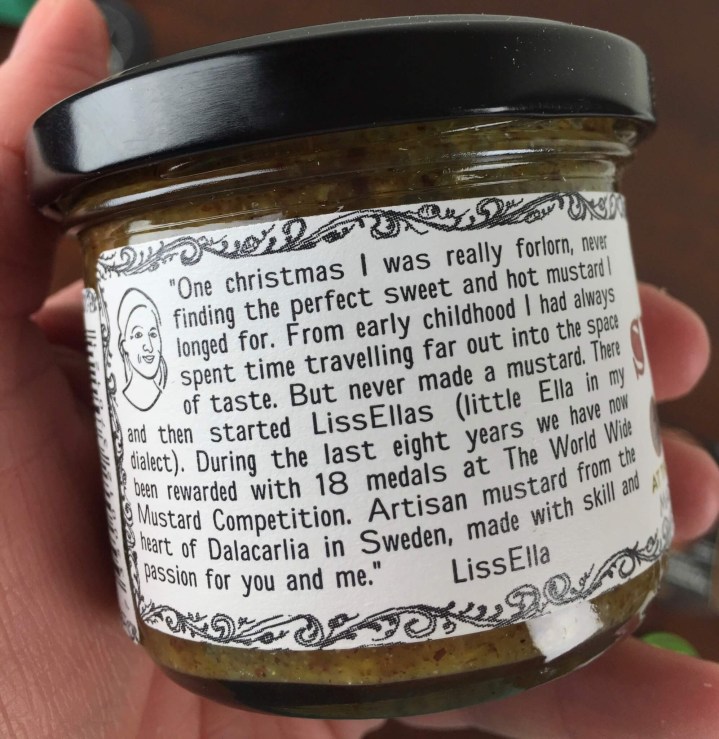 "One christmas I was really forlorn, never
finding the perfect sweet and hot mustard I
longed for. From early childhood I had always
spent time travelling far out into the space
of taste. But never made a mustard. There
and then started LissEllas (little Ella in my
dialect). During the last eight years we have now
been rewarded with 18 medals at The World Wide
Mustard Competition. Artisan mustard from the
heart of Dalacarlia in Sweden, made with skill and
passion for you and me."
LissElla